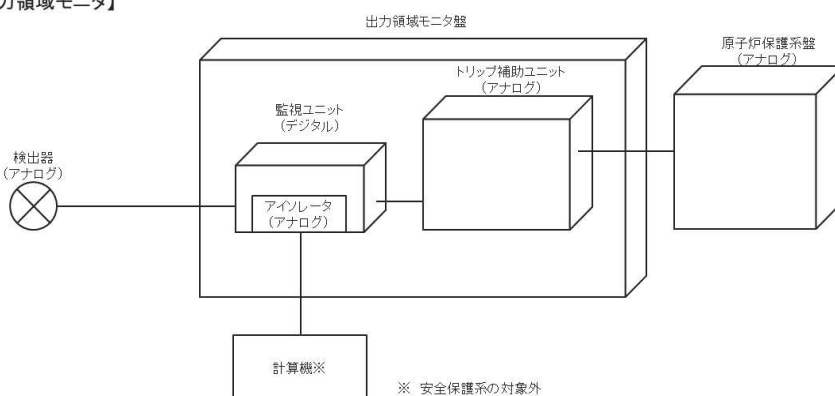 力領域モニタ】
出力領域モニタ盤
原子炉保護系盤
(アナログ)
トリップ補助ユニット
(アナログ)
監視ユニット
(デジタル)
検出器
(アナログ)
アイソレータ
(アナログ)
計算機※
※ 安全保護系の対象外